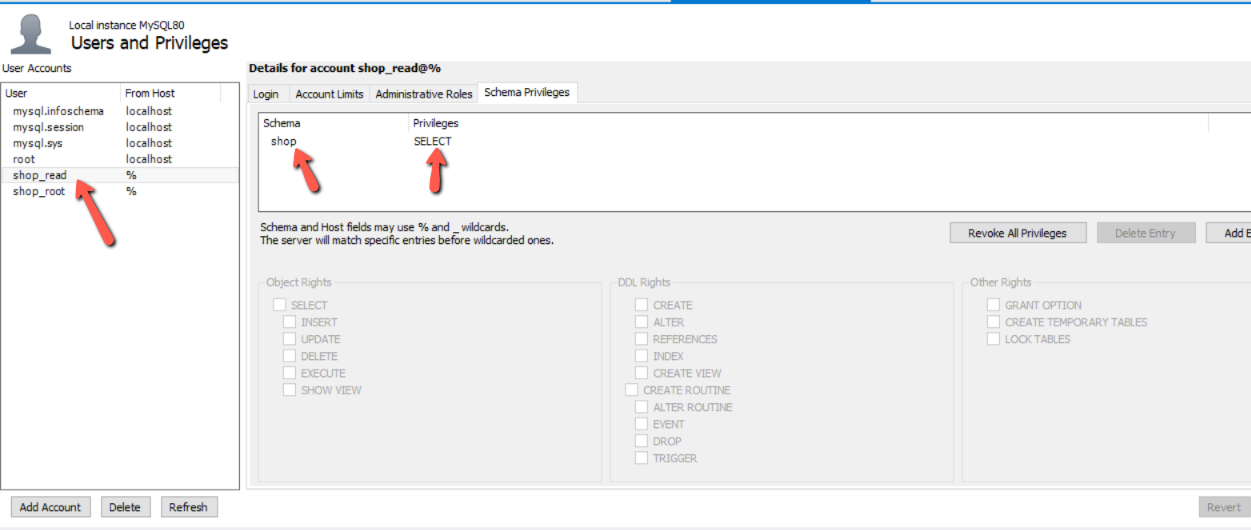 Local instance MySQL80
Users and Privileges
User Accounts
User From Host
mysql.infoschema localhost
mysql.session localhost
mysql.sys localhost
root localhost
shop_read %
shop_root %
Add Account Delete Refresh
Details for account shop_read@%
Login Account Limits Administrative Roles Schema Privileges
Schema Privileges
shop SELECT
Schema and Host fields may use % and _ wildcards.
The server will match specific entries before wildcarded ones.
Revoke All Privileges Delete Entry Add E
Object Rights
SELECT
INSERT
UPDATE
DELETE
EXECUTE
SHOW VIEW
DDL Rights
CREATE
ALTER
REFERENCES
INDEX
CREATE VIEW
CREATE ROUTINE
ALTER ROUTINE
EVENT
DROP
TRIGGER
Other Rights
GRANT OPTION
CREATE TEMPORARY TABLES
LOCK TABLES
Revert